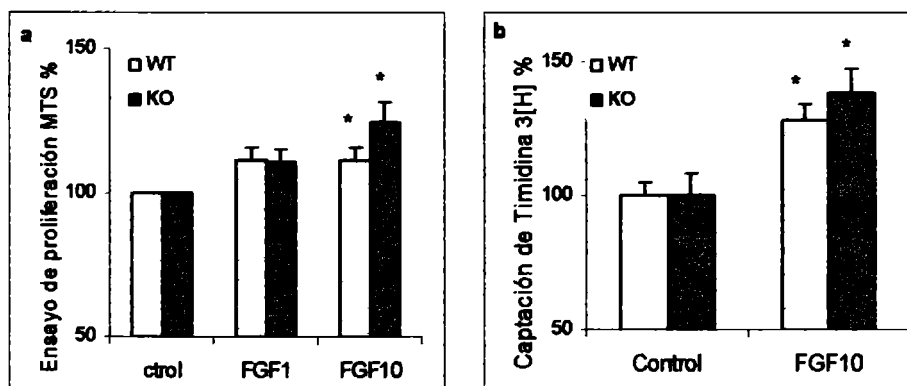 a
Ensayo de proliferación MTS %
150
100
50
WT
KO
*
*
ctrol
FGF1
FGF10
b
Captación de Timidina 3[H] %
150
100
50
WT
KO
*
*
Control
FGF10